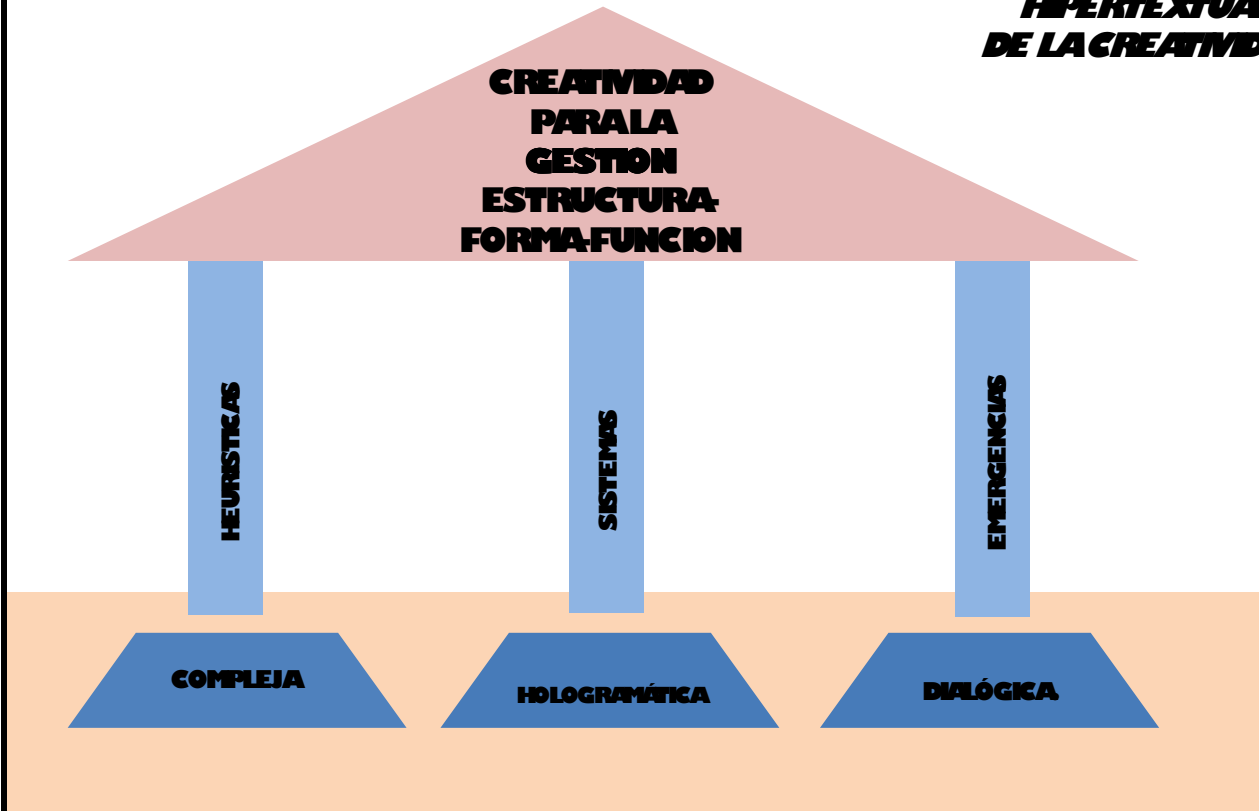 HIPERTEXTUA
DE LA CREATIVID
CREATIVIDAD
PARA LA
GESTION
ESTRUCTURA-
FORMA-FUNCION
HEURISTICAS
SISTEMAS
EMERGENCIAS
COMPLEJA
HOLOGRAMÁTICA
DIALÓGICA.